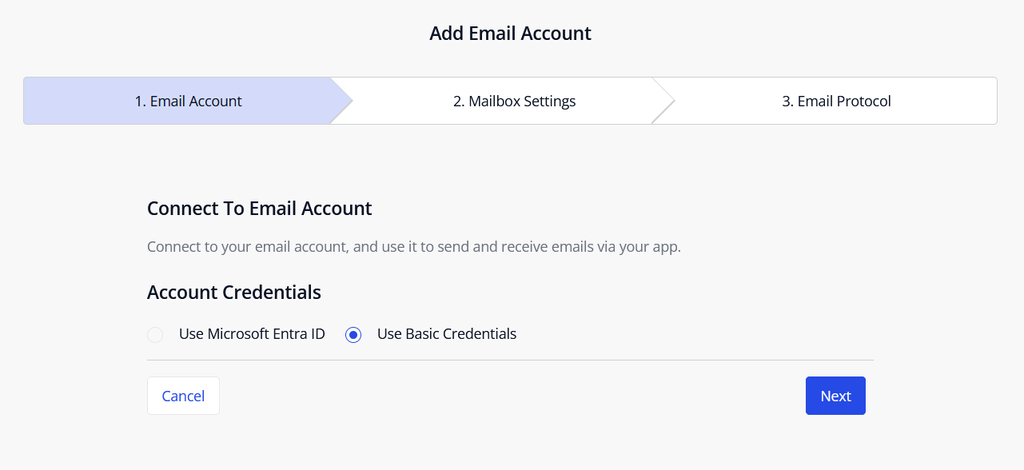 Add Email Account
1. Email Account
2. Mailbox Settings
3. Email Protocol
Connect To Email Account
Connect to your email account, and use it to send and receive emails via your app.
Account Credentials
Use Microsoft Entra ID
Use Basic Credentials
Cancel
Next